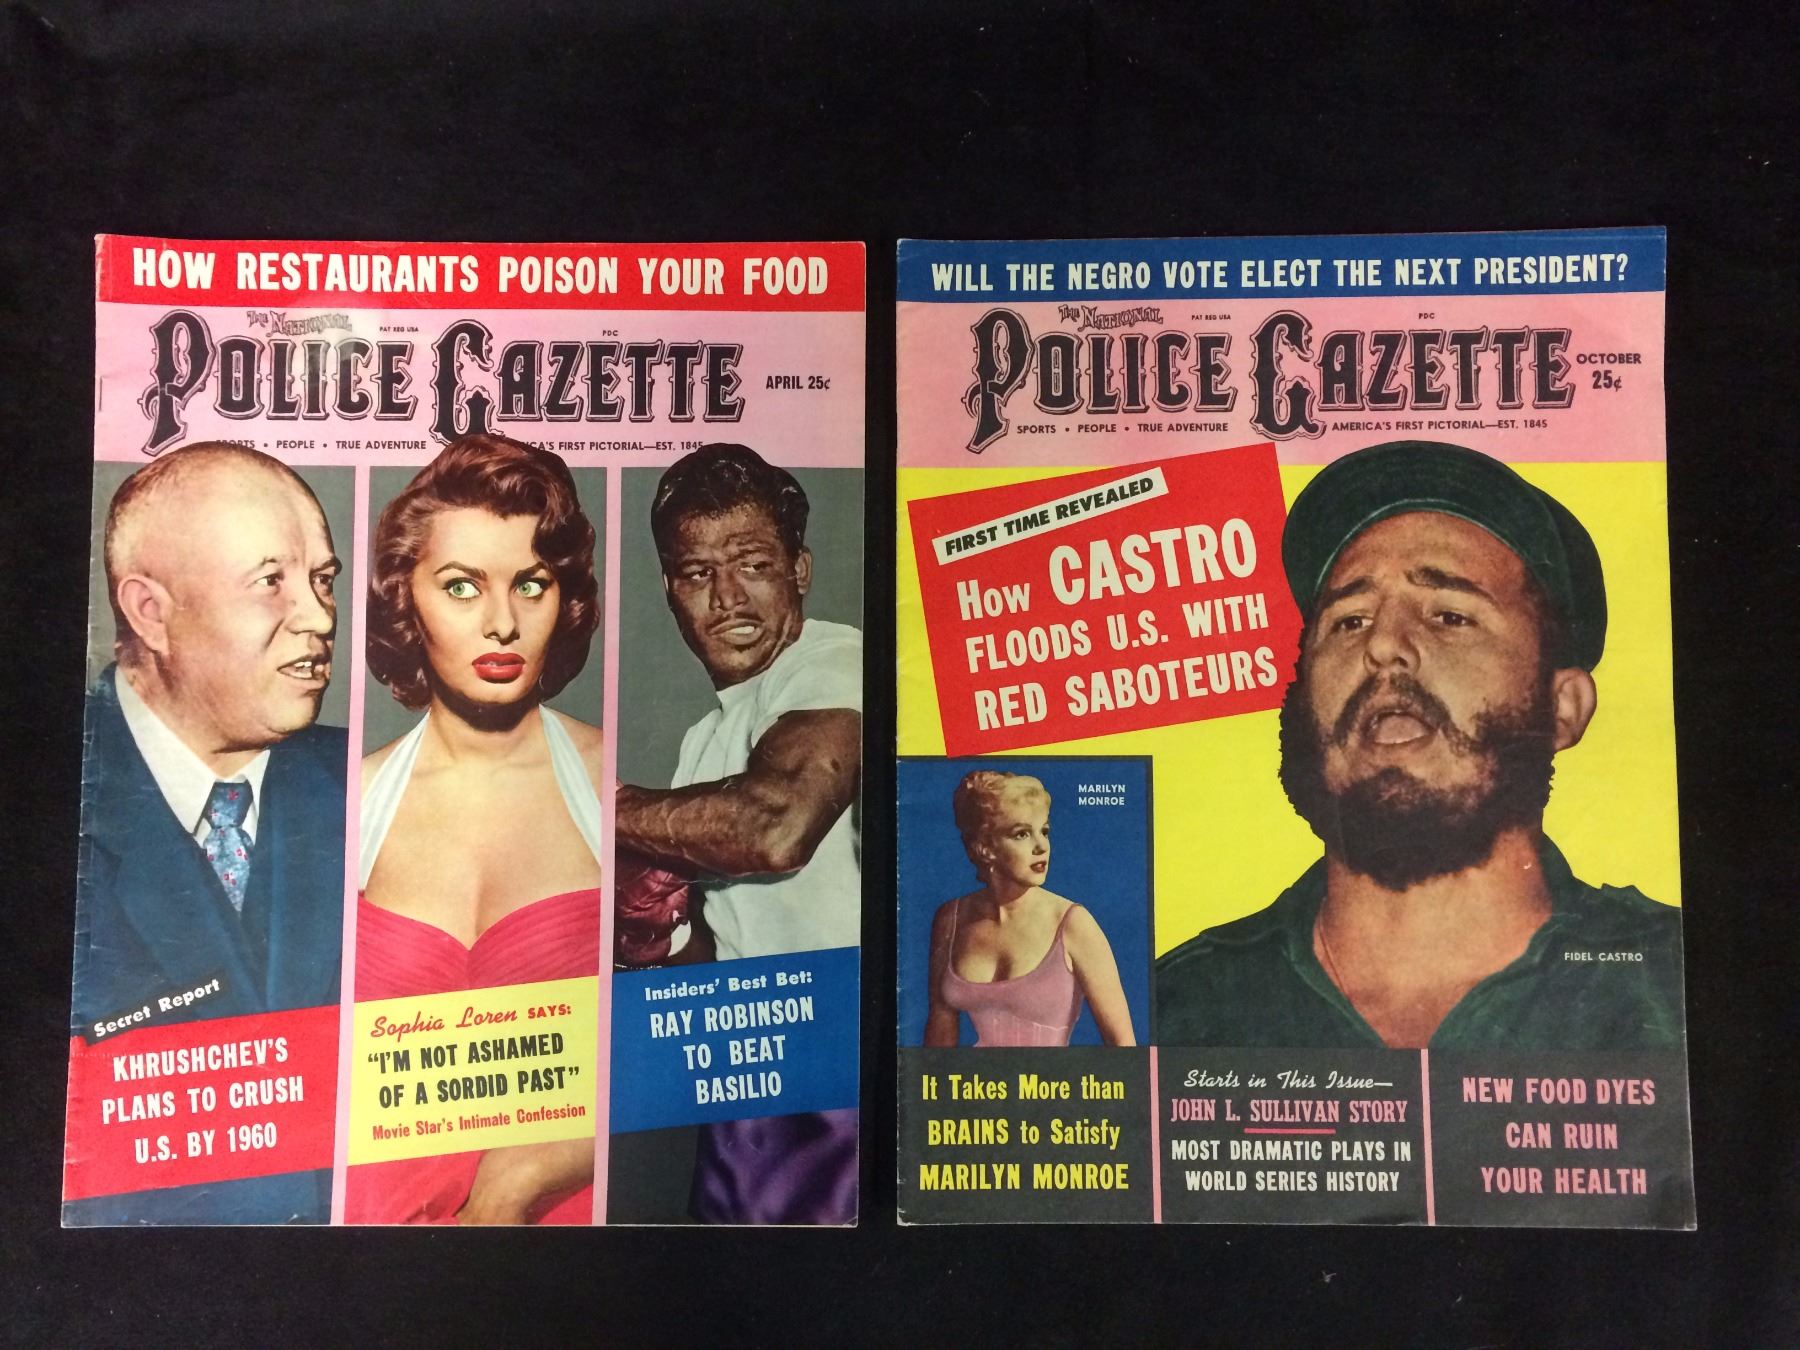 HOW RESTAURANTS POISON YOUR FOOD
THE NATIONAL
PAT REG USA
PDC
POLICE GAZETTE
APRIL 25¢
SPORTS • PEOPLE • TRUE ADVENTURE
ICA'S FIRST PICTORIAL—EST. 1845
Secret Report
KHRUSHCHEV'S
PLANS TO CRUSH
U.S. BY 1960
Sophia Loren SAYS:
"I'M NOT ASHAMED
OF A SORDID PAST"
Movie Star's Intimate Confession
Insiders' Best Bet:
RAY ROBINSON
TO BEAT
BASILIO
WILL THE NEGRO VOTE ELECT THE NEXT PRESIDENT?
THE NATIONAL
PAT REG USA
PDC
POLICE GAZETTE
OCTOBER
25¢
SPORTS • PEOPLE • TRUE ADVENTURE
AMERICA'S FIRST PICTORIAL—EST. 1845
FIRST TIME REVEALED
How CASTRO
FLOODS U.S. WITH
RED SABOTEURS
MARILYN
MONROE
FIDEL CASTRO
It Takes More than
BRAINS to Satisfy
MARILYN MONROE
Starts in This Issue—
JOHN L. SULLIVAN STORY
MOST DRAMATIC PLAYS IN
WORLD SERIES HISTORY
NEW FOOD DYES
CAN RUIN
YOUR HEALTH